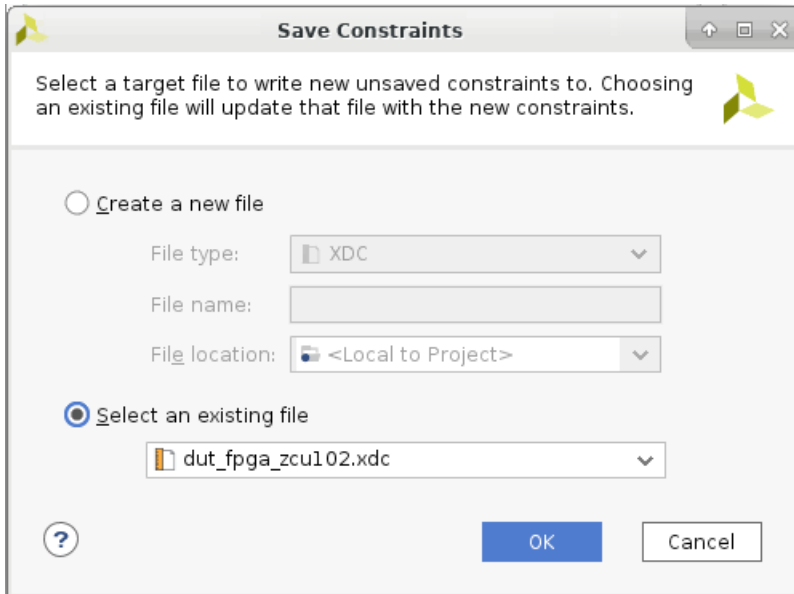 Save Constraints
Select a target file to write new unsaved constraints to. Choosing
an existing file will update that file with the new constraints.
Create a new file
File type:
XDC
File name:
File location:
<Local to Project>
Select an existing file
dut_fpga_zcu102.xdc
?
OK
Cancel